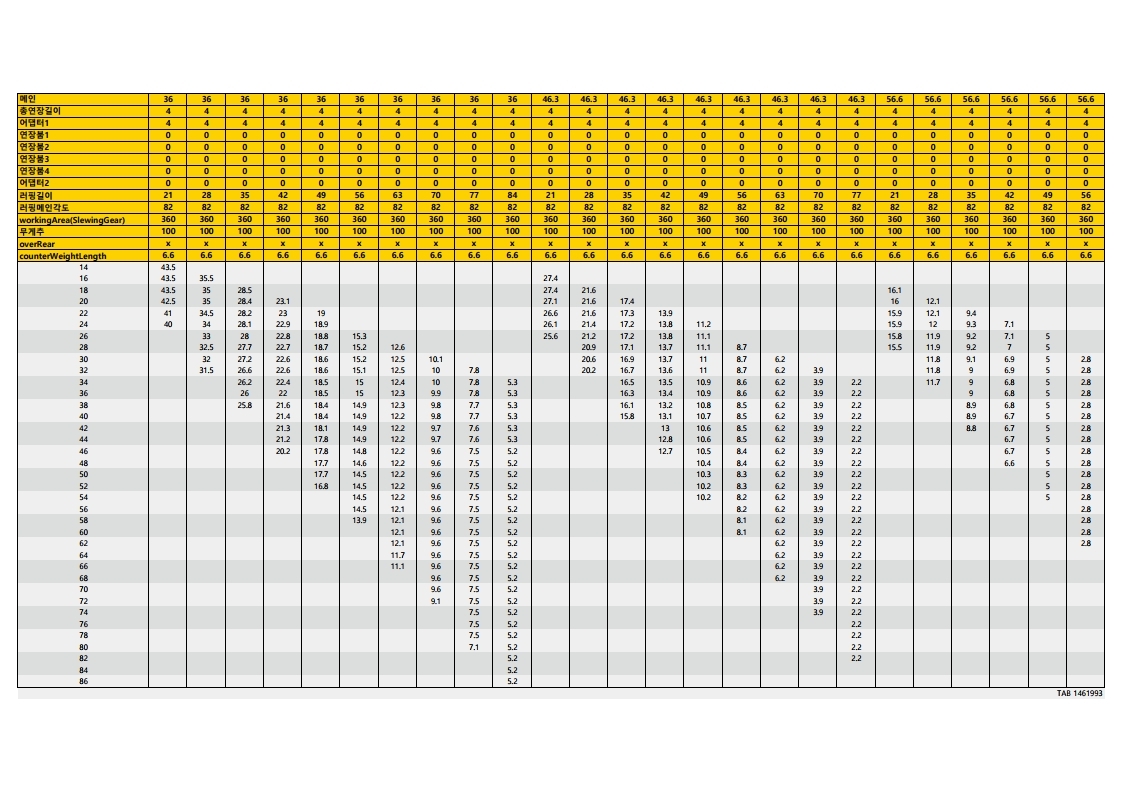 메인 36 36 36 36 36 36 36 36 36 36 46.3 46.3 46.3 46.3 46.3 46.3 46.3 46.3 46.3 56.6 56.6 56.6 56.6 56.6 56.6
총연장길이 4 4 4 4 4 4 4 4 4 4 4 4 4 4 4 4 4 4 4 4 4 4 4 4 4
어댑터1 4 4 4 4 4 4 4 4 4 4 4 4 4 4 4 4 4 4 4 4 4 4 4 4 4
연장붐1 0 0 0 0 0 0 0 0 0 0 0 0 0 0 0 0 0 0 0 0 0 0 0 0 0
연장붐2 0 0 0 0 0 0 0 0 0 0 0 0 0 0 0 0 0 0 0 0 0 0 0 0 0
연장붐3 0 0 0 0 0 0 0 0 0 0 0 0 0 0 0 0 0 0 0 0 0 0 0 0 0
연장붐4 0 0 0 0 0 0 0 0 0 0 0 0 0 0 0 0 0 0 0 0 0 0 0 0 0
어댑터2 0 0 0 0 0 0 0 0 0 0 0 0 0 0 0 0 0 0 0 0 0 0 0 0 0
러핑길이 21 28 35 42 49 56 63 70 77 84 21 28 35 42 49 56 63 70 77 21 28 35 42 49 56
러핑메인각도 82 82 82 82 82 82 82 82 82 82 82 82 82 82 82 82 82 82 82 82 82 82 82 82 82
workingArea(SlewingGear) 360 360 360 360 360 360 360 360 360 360 360 360 360 360 360 360 360 360 360 360 360 360 360 360 360
무게추 100 100 100 100 100 100 100 100 100 100 100 100 100 100 100 100 100 100 100 100 100 100 100 100 100
overRear x x x x x x x x x x x x x x x x x x x x x x x x x
counterWeightLength 6.6 6.6 6.6 6.6 6.6 6.6 6.6 6.6 6.6 6.6 6.6 6.6 6.6 6.6 6.6 6.6 6.6 6.6 6.6 6.6 6.6 6.6 6.6 6.6 6.6
14 43.5
16 43.5 35.5 27.4
18 43.5 35 28.5 27.4 21.6 16.1
20 42.5 35 28.4 23.1 27.1 21.6 17.4 16 12.1
22 41 34.5 28.2 23 19 26.6 21.6 17.3 13.9 15.9 12.1 9.4
24 40 34 28.1 22.9 18.9 26.1 21.4 17.2 13.8 11.2 15.9 12 9.3 7.1
26 33 28 22.8 18.8 15.3 25.6 21.2 17.2 13.8 11.1 15.8 11.9 9.2 7.1 5
28 32.5 27.7 22.7 18.7 15.2 12.6 20.9 17.1 13.7 11.1 8.7 15.5 11.9 9.2 7 5
30 32 27.2 22.6 18.6 15.2 12.5 10.1 20.6 16.9 13.7 11 8.7 6.2 11.8 9.1 6.9 5 2.8
32 31.5 26.6 22.6 18.6 15.1 12.5 10 7.8 20.2 16.7 13.6 11 8.7 6.2 3.9 11.8 9 6.9 5 2.8
34 26.2 22.4 18.5 15 12.4 10 7.8 5.3 16.5 13.5 10.9 8.6 6.2 3.9 2.2 11.7 9 6.8 5 2.8
36 26 22 18.5 15 12.3 9.9 7.8 5.3 16.3 13.4 10.9 8.6 6.2 3.9 2.2 9 6.8 5 2.8
38 25.8 21.6 18.4 14.9 12.3 9.8 7.7 5.3 16.1 13.2 10.8 8.5 6.2 3.9 2.2 8.9 6.8 5 2.8
40 21.4 18.4 14.9 12.2 9.8 7.7 5.3 15.8 13.1 10.7 8.5 6.2 3.9 2.2 8.9 6.7 5 2.8
42 21.3 18.1 14.9 12.2 9.7 7.6 5.3 13 10.6 8.5 6.2 3.9 2.2 8.8 6.7 5 2.8
44 21.2 17.8 14.9 12.2 9.7 7.6 5.3 12.8 10.6 8.5 6.2 3.9 2.2 6.7 5 2.8
46 20.2 17.8 14.8 12.2 9.6 7.5 5.2 12.7 10.5 8.4 6.2 3.9 2.2 6.7 5 2.8
48 17.7 14.6 12.2 9.6 7.5 5.2 10.4 8.4 6.2 3.9 2.2 6.6 5 2.8
50 17.7 14.5 12.2 9.6 7.5 5.2 10.3 8.3 6.2 3.9 2.2 5 2.8
52 16.8 14.5 12.2 9.6 7.5 5.2 10.2 8.3 6.2 3.9 2.2 5 2.8
54 14.5 12.2 9.6 7.5 5.2 10.2 8.2 6.2 3.9 2.2 5 2.8
56 14.5 12.1 9.6 7.5 5.2 8.2 6.2 3.9 2.2 2.8
58 13.9 12.1 9.6 7.5 5.2 8.1 6.2 3.9 2.2 2.8
60 12.1 9.6 7.5 5.2 8.1 6.2 3.9 2.2 2.8
62 12.1 9.6 7.5 5.2 6.2 3.9 2.2 2.8
64 11.7 9.6 7.5 5.2 6.2 3.9 2.2
66 11.1 9.6 7.5 5.2 6.2 3.9 2.2
68 9.6 7.5 5.2 6.2 3.9 2.2
70 9.6 7.5 5.2 3.9 2.2
72 9.1 7.5 5.2 3.9 2.2
74 7.5 5.2 3.9 2.2
76 7.5 5.2 2.2
78 7.5 5.2 2.2
80 7.1 5.2 2.2
82 5.2 2.2
84 5.2
86 5.2
TAB 1461993